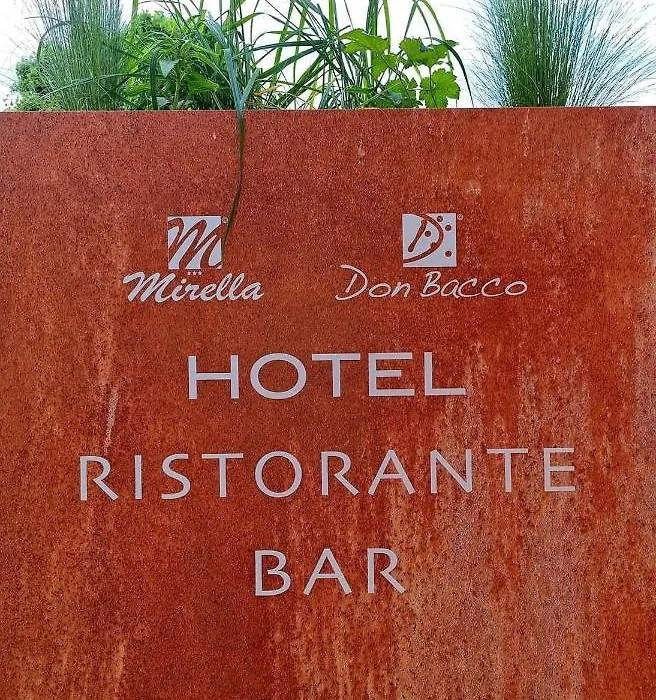 M D
Mirella Don Bacco
HOTEL
RISTORANTE
BAR